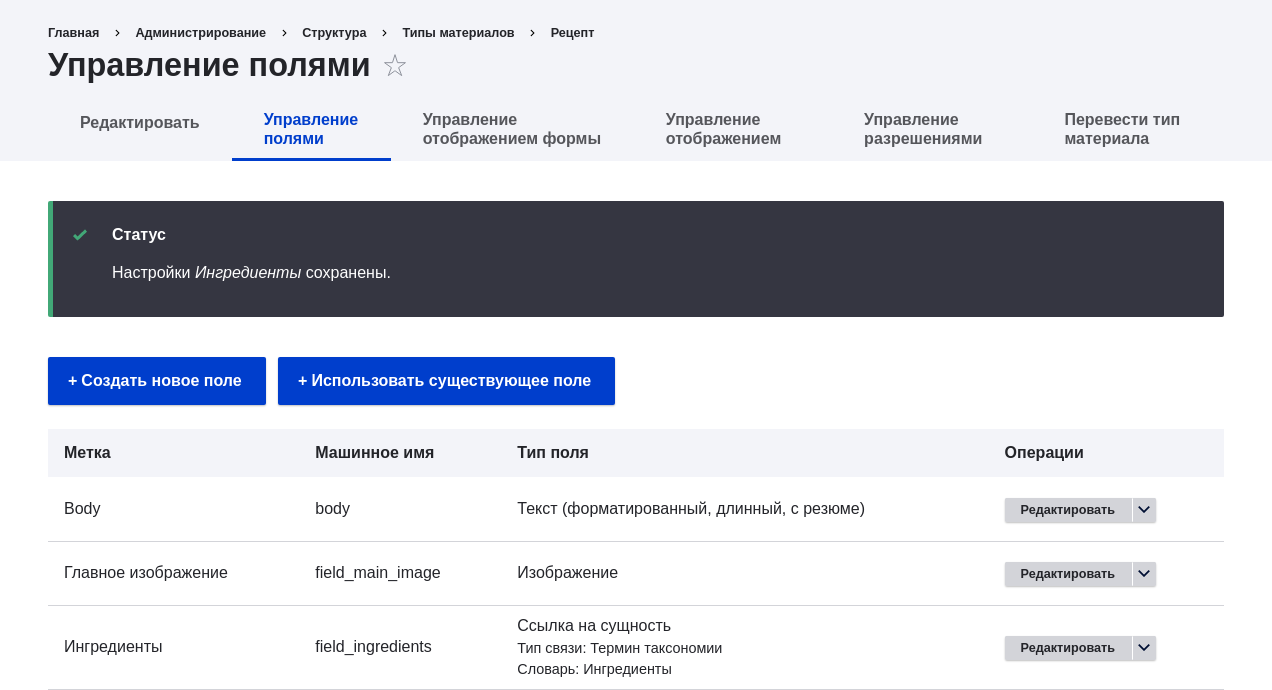 Главная › Администрирование › Структура › Типы материалов › Рецепт
Управление полями
Редактировать
Управление
полями
Управление
отображением формы
Управление
отображением
Управление
разрешениями
Перевести тип
материала
Статус
Настройки Ингредиенты сохранены.
+ Создать новое поле + Использовать существующее поле
Метка Машинное имя Тип поля Операции
Body body Текст (форматированный, длинный, с резюме) Редактировать
Главное изображение field_main_image Изображение Редактировать
Ингредиенты field_ingredients Ссылка на сущность
Тип связи: Термин таксономии
Словарь: Ингредиенты
Редактировать